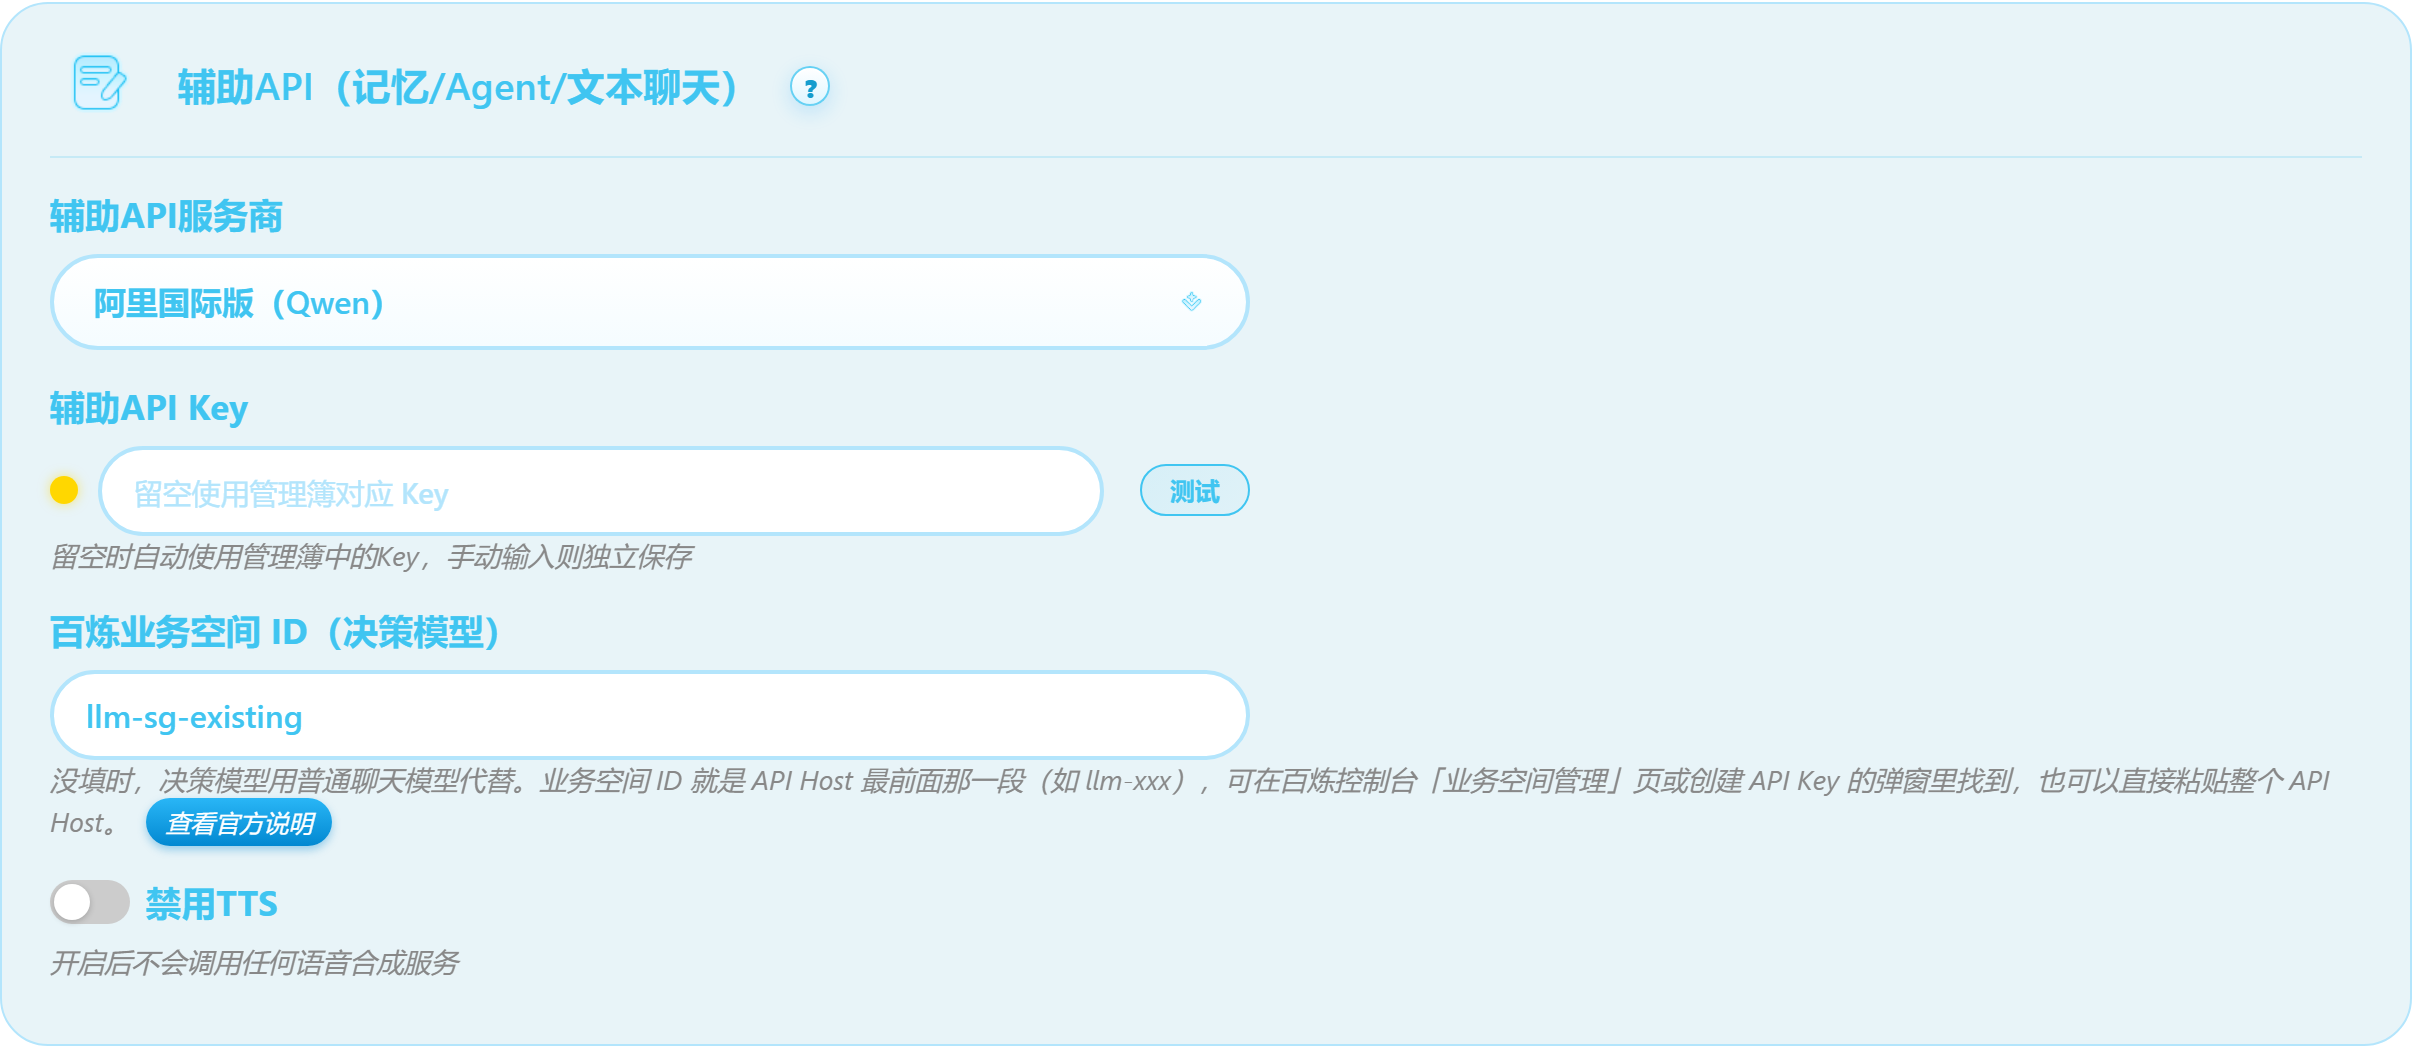 辅助API（记忆/Agent/文本聊天） ?
辅助API服务商
阿里国际版（Qwen）
辅助API Key
留空使用管理簿对应 Key 测试
留空时自动使用管理簿中的Key，手动输入则独立保存
百炼业务空间 ID（决策模型）
llm-sg-existing
没填时，决策模型用普通聊天模型代替。业务空间 ID 就是 API Host 最前面那一段（如 llm-xxx），可在百炼控制台「业务空间管理」页或创建 API Key 的弹窗里找到，也可以直接粘贴整个 API
Host。 查看官方说明
禁用TTS
开启后不会调用任何语音合成服务